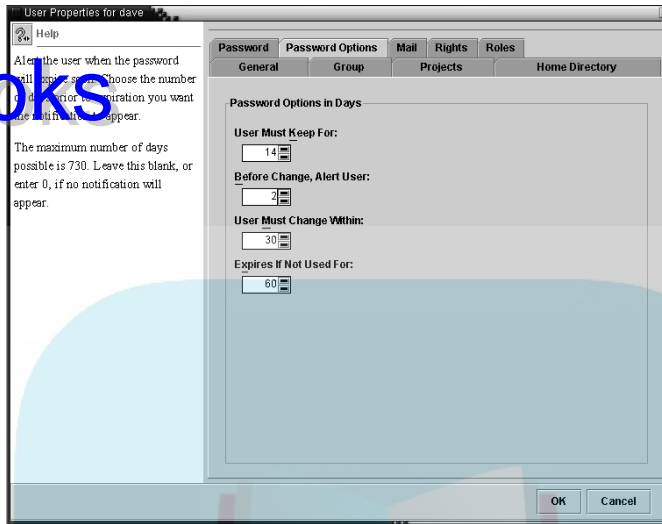 User Properties for dave
Help
Alert the user when the password
will expire soon. Choose the number
of days prior to expiration you want
the notification to appear.
The maximum number of days
possible is 730. Leave this blank, or
enter 0, if no notification will
appear.
oks
Password Password Options Mail Rights Roles
General Group Projects Home Directory
Password Options in Days
User Must Keep For:
14
Before Change, Alert User:
2
User Must Change Within:
30
Expires If Not Used For:
60
OK Cancel